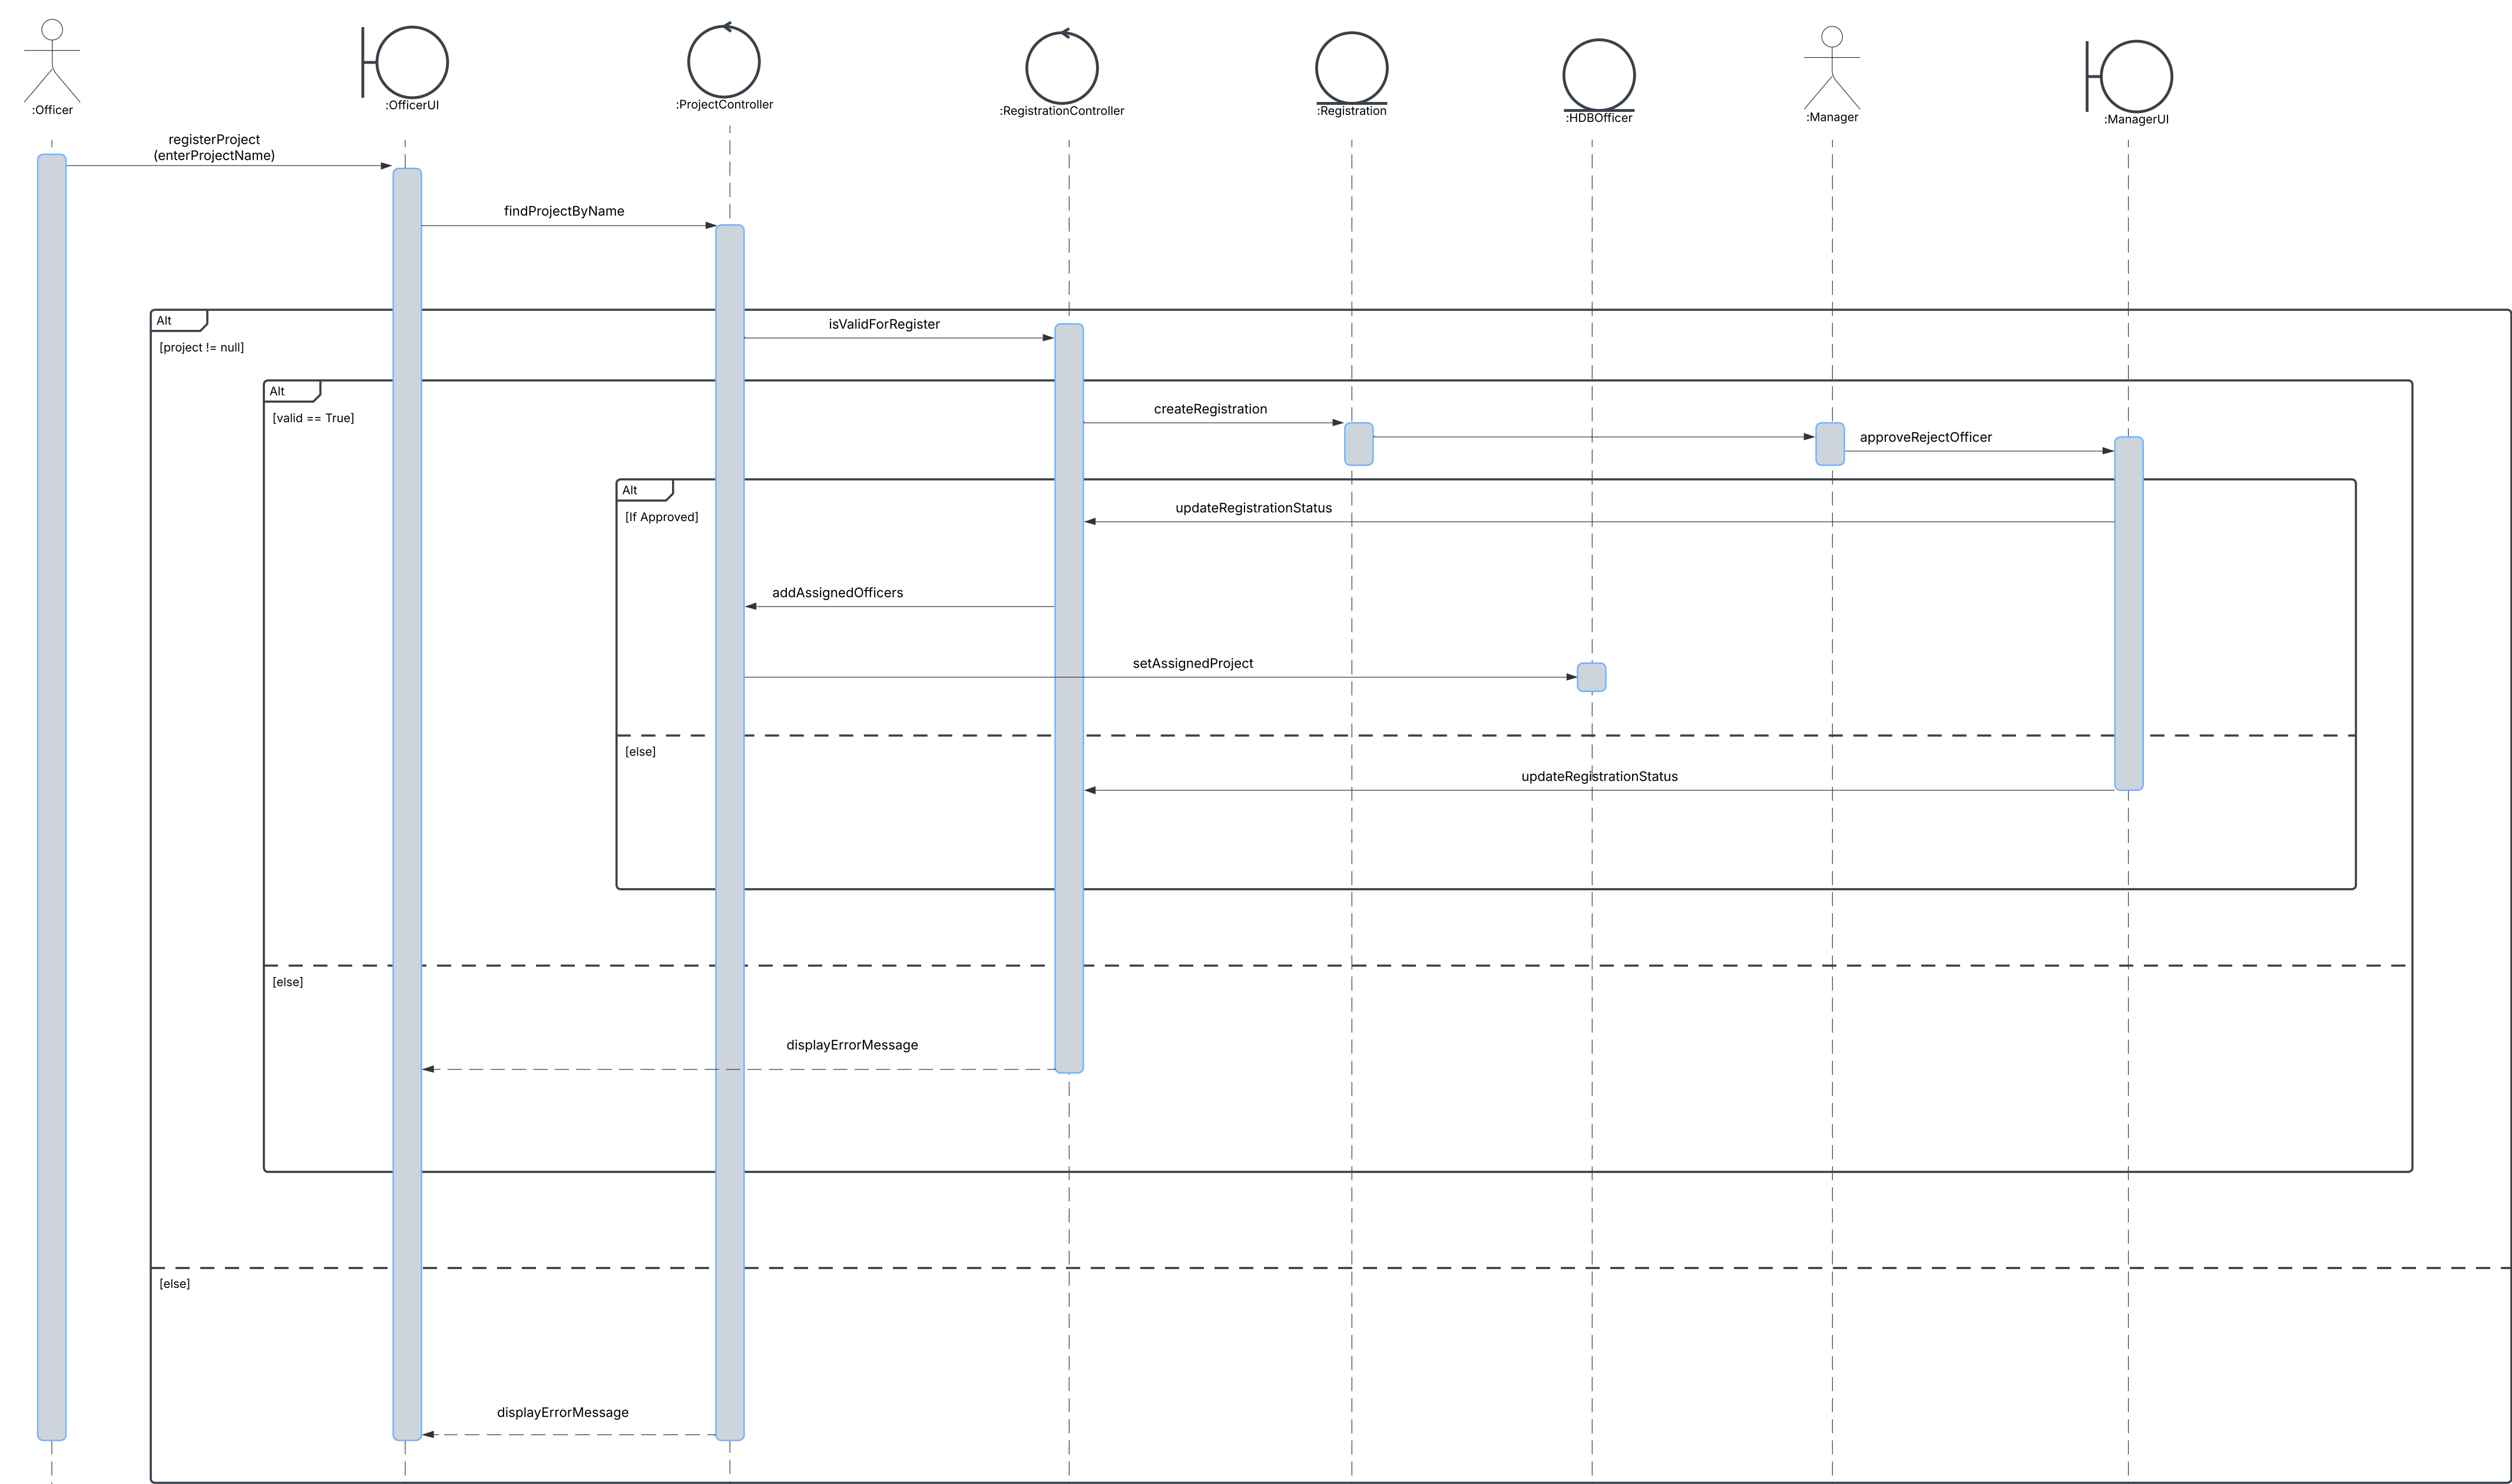 :Officer
:OfficerUI
:ProjectController
:RegistrationController
:Registration
:HDBOfficer
:Manager
:ManagerUI
registerProject
(enterProjectName)
findProjectByName
Alt
[project != null]
isValidForRegister
Alt
[valid == True]
createRegistration
approveRejectOfficer
Alt
[If Approved]
updateRegistrationStatus
addAssignedOfficers
setAssignedProject
[else]
updateRegistrationStatus
[else]
displayErrorMessage
[else]
displayErrorMessage